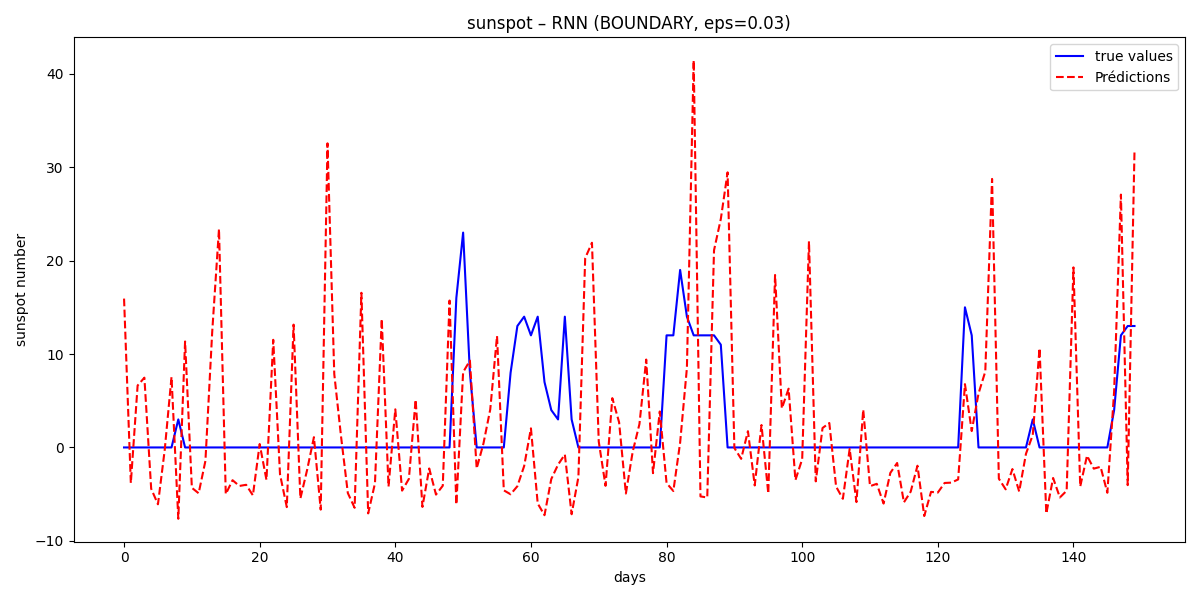 sunspot – RNN (BOUNDARY, eps=0.03)
true values
Prédictions
sunspot number
40
30
20
10
0
−10
0 20 40 60 80 100 120 140
days